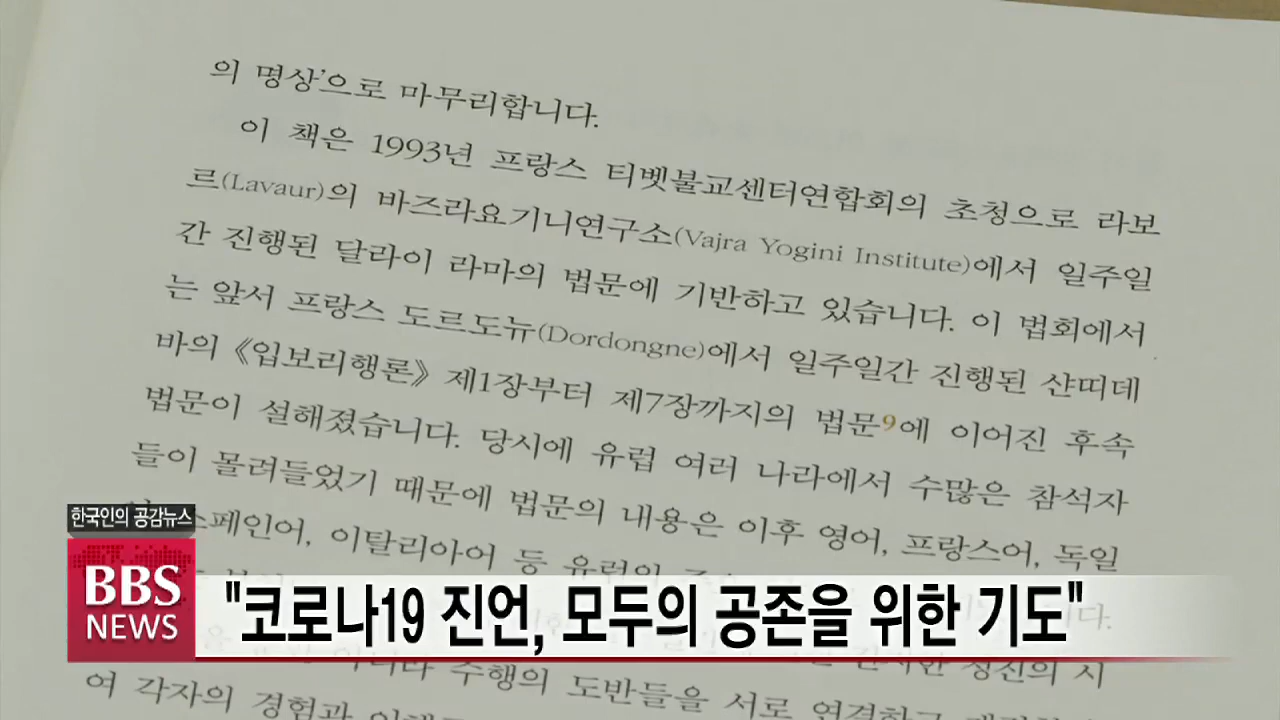 의 명상’으로 마무리합니다.
이 책은 1993년 프랑스 티벳불교센터연합회의 초청으로 라보
르(Lavaur)의 바즈라요기니연구소(Vajra Yogini Institute)에서 일주일
간 진행된 달라이 라마의 법문에 기반하고 있습니다. 이 법회에서
는 앞서 프랑스 도르도뉴(Dordongne)에서 일주일간 진행된 샨띠데
바의 《입보리행론》 제1장부터 제7장까지의 법문9에 이어진 후속
법문이 설해졌습니다. 당시에 유럽 여러 나라에서 수많은 참석자
들이 몰려들었기 때문에 법문의 내용은 이후 영어, 프랑스어, 독일
스페인어, 이탈리아어 등 유럽의
수행의 도반들을 서로 연결하고
여 각자의 경험과
한국인의 공감뉴스
BBS
NEWS
"코로나19 진언, 모두의 공존을 위한 기도"